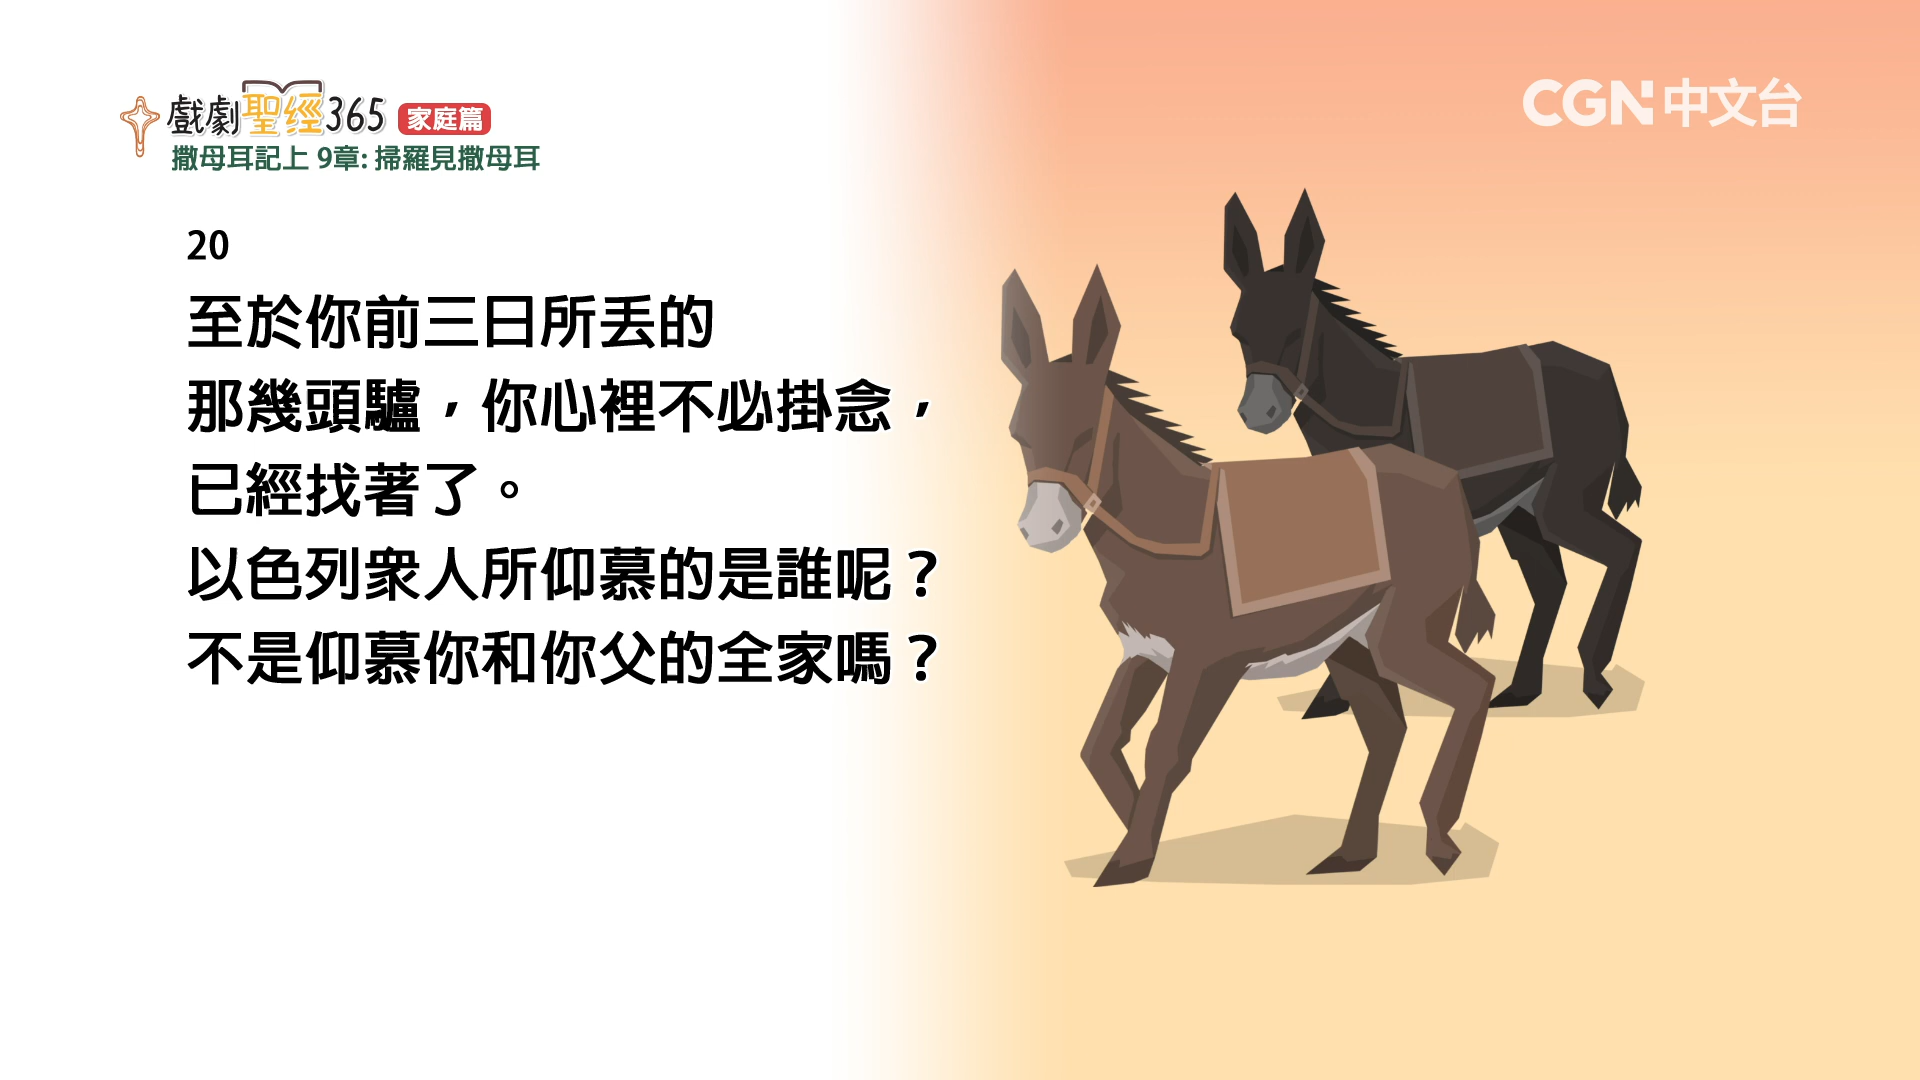 戲劇聖經365 家庭篇
CGN中文台
撒母耳記上 9章: 掃羅見撒母耳
20
至於你前三日所丟的
那幾頭驢，你心裡不必掛念，
已經找著了。
以色列衆人所仰慕的是誰呢？
不是仰慕你和你父的全家嗎？